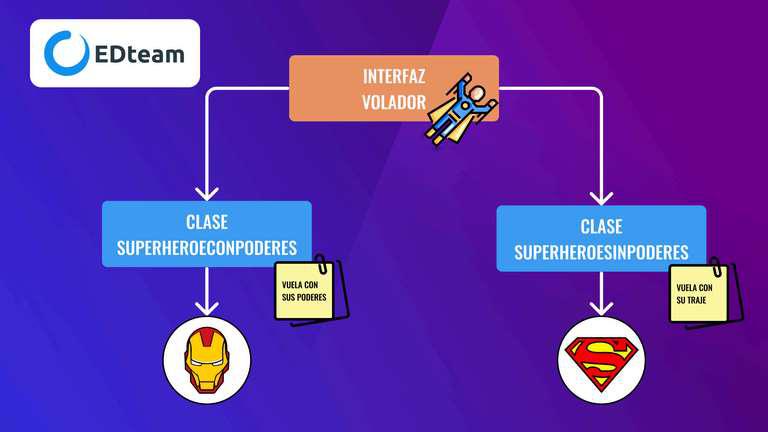 EDteam
INTERFAZ
VOLADOR
CLASE
SUPERHEROECONPODERES
VUELA CON
SUS PODERES
CLASE
SUPERHEROESINPODERES
VUELA CON
SU TRAJE
S